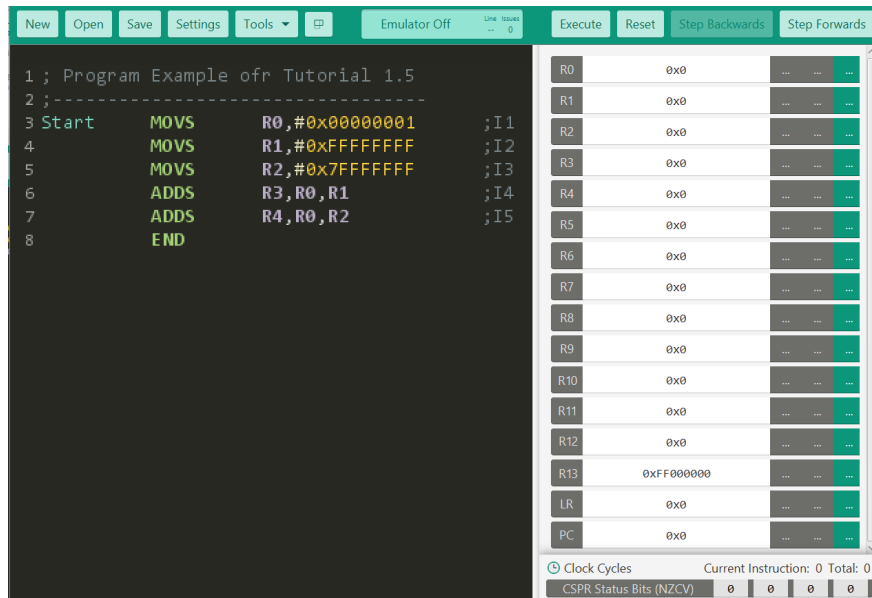 New Open Save Settings Tools Emulator Off Line Issues -- 0 Execute Reset Step Backwards Step Forwards
1 ; Program Example ofr Tutorial 1.5
2 ;----------------------------------
3 Start MOVS R0,#0x00000001 ;I1
4 MOVS R1,#0xFFFFFFFF ;I2
5 MOVS R2,#0x7FFFFFFF ;I3
6 ADDS R3,R0,R1 ;I4
7 ADDS R4,R0,R2 ;I5
8 END
R0 0x0 ... ... ...
R1 0x0 ... ... ...
R2 0x0 ... ... ...
R3 0x0 ... ... ...
R4 0x0 ... ... ...
R5 0x0 ... ... ...
R6 0x0 ... ... ...
R7 0x0 ... ... ...
R8 0x0 ... ... ...
R9 0x0 ... ... ...
R10 0x0 ... ... ...
R11 0x0 ... ... ...
R12 0x0 ... ... ...
R13 0xFF000000 ... ... ...
LR 0x0 ... ... ...
PC 0x0 ... ... ...
Clock Cycles Current Instruction: 0 Total: 0
CSPR Status Bits (NZCV) 0 0 0 0